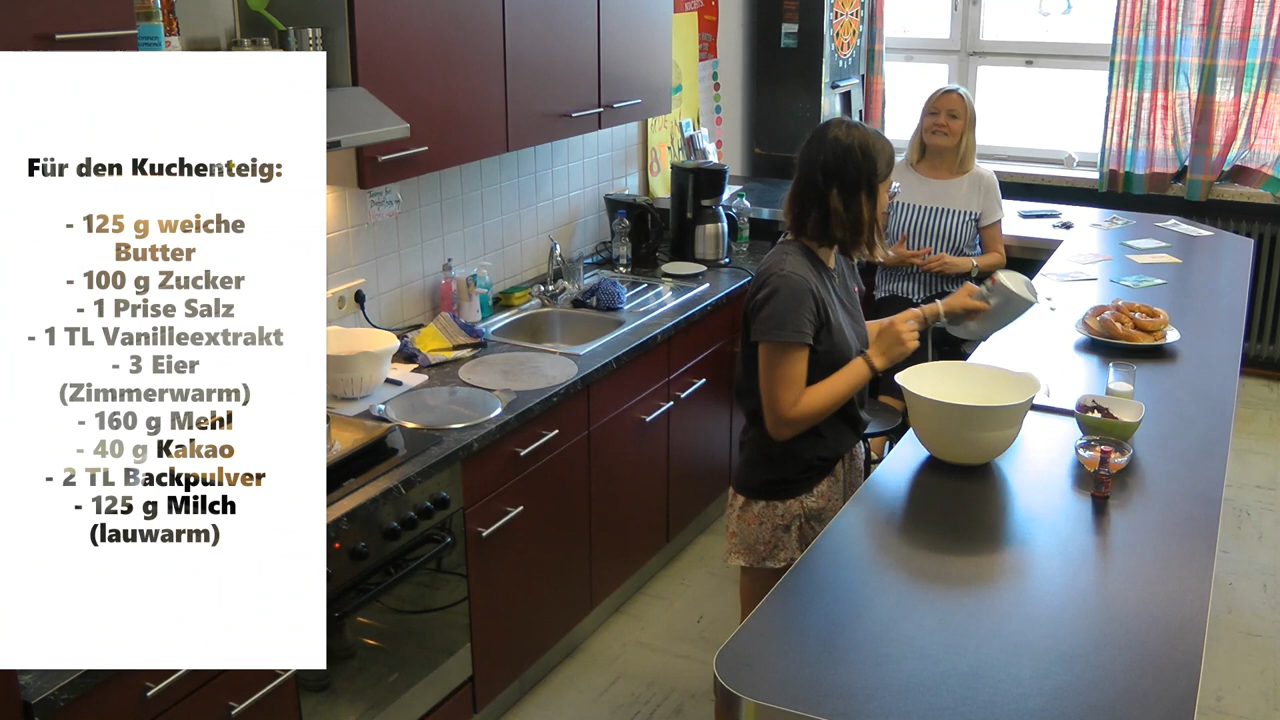 Für den Kuchenteig:
- 125 g weiche
Butter
- 100 g Zucker
- 1 Prise Salz
- 1 TL Vanilleextrakt
- 3 Eier
(Zimmerwarm)
- 160 g Mehl
- 40 g Kakao
- 2 TL Backpulver
- 125 g Milch
(lauwarm)